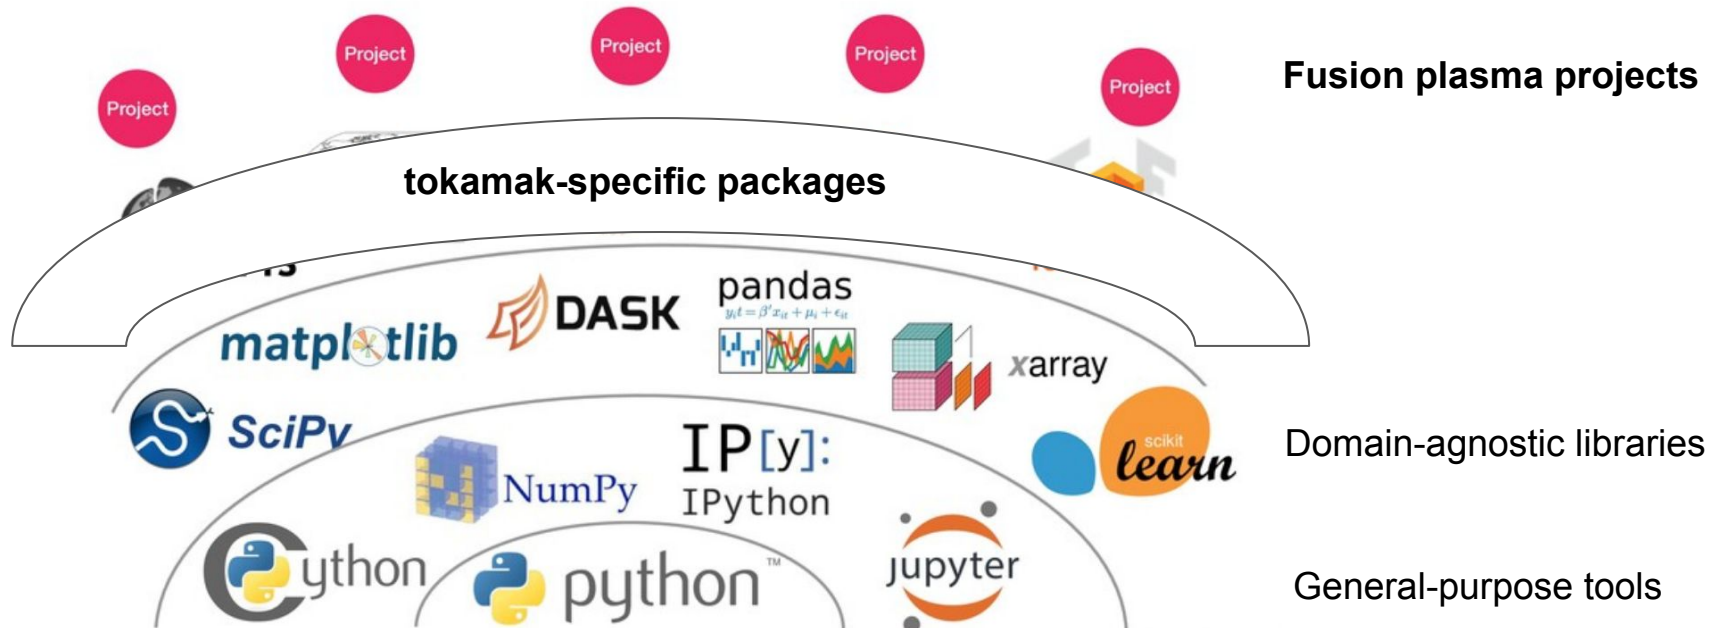 Project
Project
Project
Project
Project
Fusion plasma projects
tokamak-specific packages
DASK
pandas
matplotlib
xarray
SciPy
scikit
learn
Domain-agnostic libraries
IP[y]:
IPython
NumPy
Cython
python™
jupyter
General-purpose tools